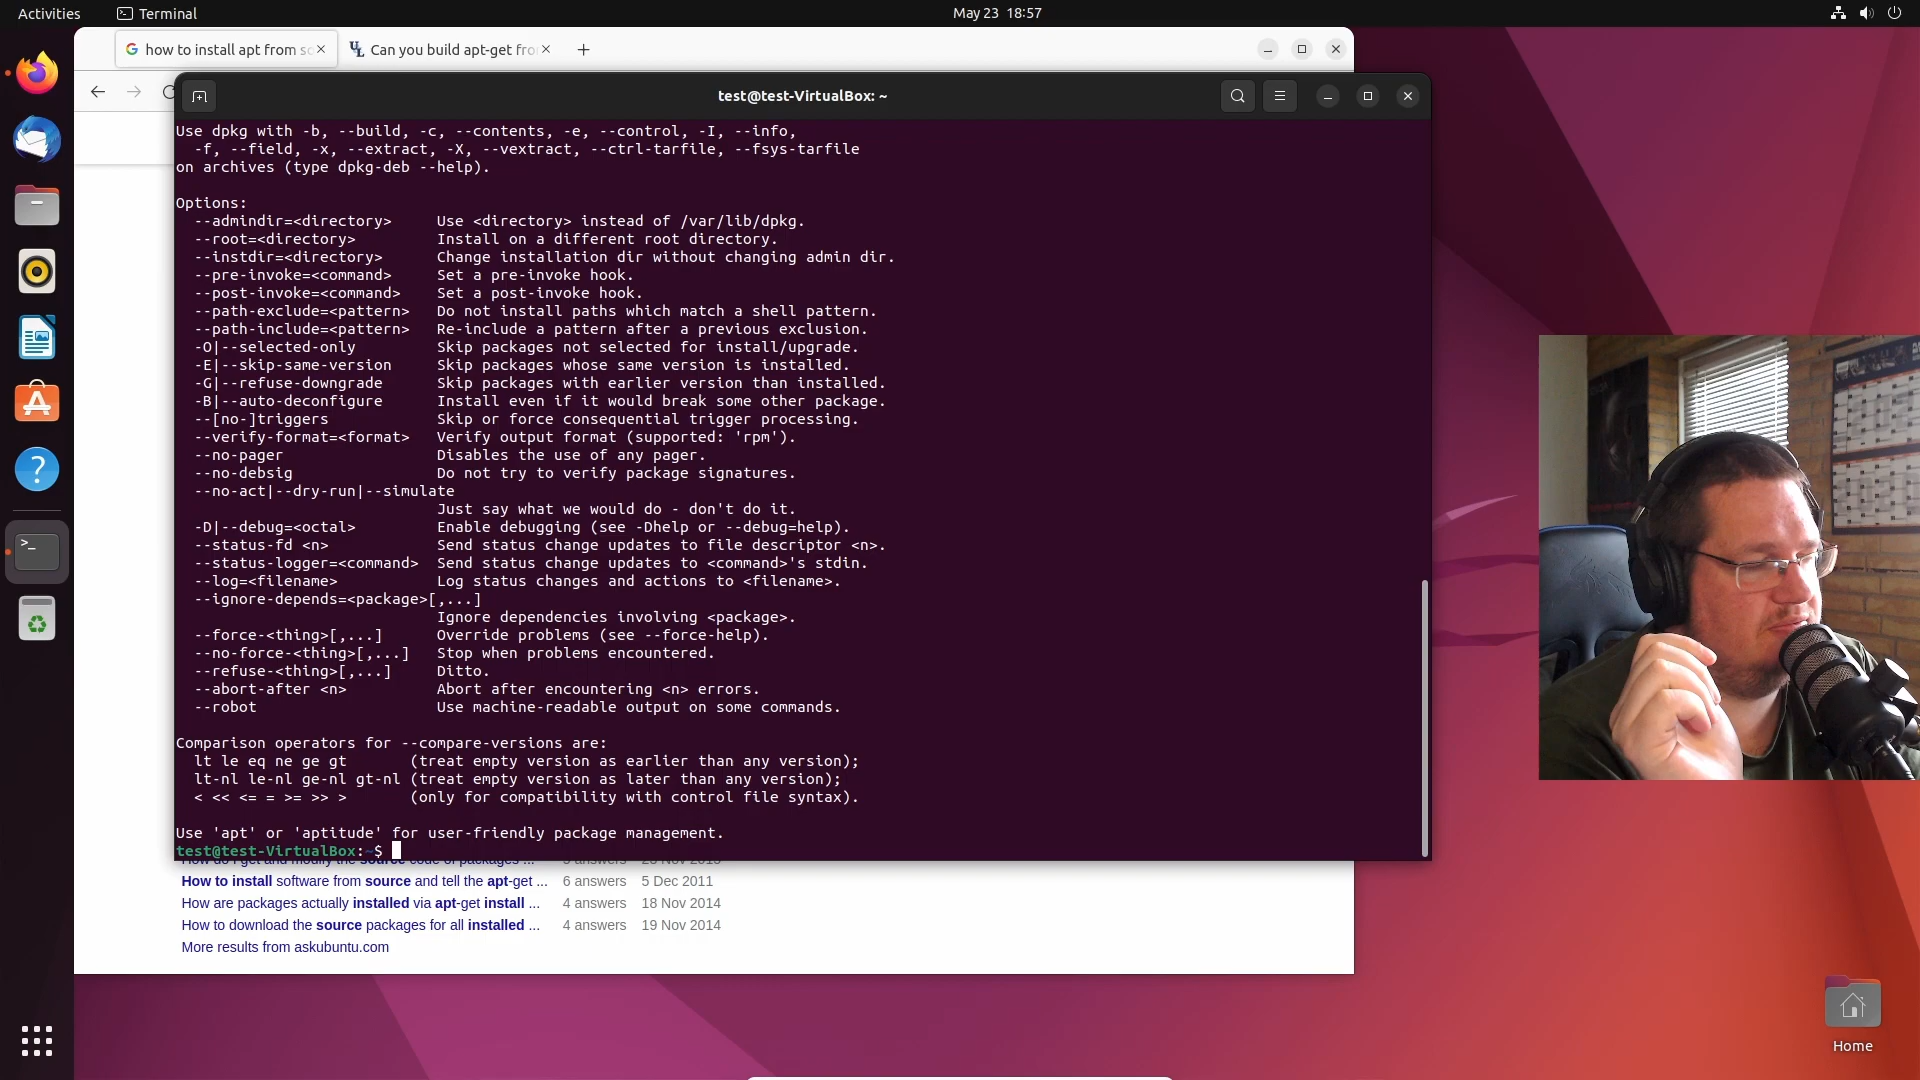 Activities
Terminal
May 23 18:57
how to install apt from so
Can you build apt-get fro
test@test-VirtualBox: ~
Use dpkg with -b, --build, -c, --contents, -e, --control, -I, --info,
-f, --field, -x, --extract, -X, --vextract, --ctrl-tarfile, --fsys-tarfile
on archives (type dpkg-deb --help).
Options:
--admindir=<directory> Use <directory> instead of /var/lib/dpkg.
--root=<directory> Install on a different root directory.
--instdir=<directory> Change installation dir without changing admin dir.
--pre-invoke=<command> Set a pre-invoke hook.
--post-invoke=<command> Set a post-invoke hook.
--path-exclude=<pattern> Do not install paths which match a shell pattern.
--path-include=<pattern> Re-include a pattern after a previous exclusion.
-O|--selected-only Skip packages not selected for install/upgrade.
-E|--skip-same-version Skip packages whose same version is installed.
-G|--refuse-downgrade Skip packages with earlier version than installed.
-B|--auto-deconfigure Install even if it would break some other package.
--[no-]triggers Skip or force consequential trigger processing.
--verify-format=<format> Verify output format (supported: 'rpm').
--no-pager Disables the use of any pager.
--no-debsig Do not try to verify package signatures.
--no-act|--dry-run|--simulate
Just say what we would do - don't do it.
-D|--debug=<octal> Enable debugging (see -Dhelp or --debug=help).
--status-fd <n> Send status change updates to file descriptor <n>.
--status-logger=<command> Send status change updates to <command>'s stdin.
--log=<filename> Log status changes and actions to <filename>.
--ignore-depends=<package>[,...]
Ignore dependencies involving <package>.
--force-<thing>[,...] Override problems (see --force-help).
--no-force-<thing>[,...] Stop when problems encountered.
--refuse-<thing>[,...] Ditto.
--abort-after <n> Abort after encountering <n> errors.
--robot Use machine-readable output on some commands.
Comparison operators for --compare-versions are:
lt le eq ne ge gt (treat empty version as earlier than any version);
lt-nl le-nl ge-nl gt-nl (treat empty version as later than any version);
< << <= = >= >> > (only for compatibility with control file syntax).
Use 'apt' or 'aptitude' for user-friendly package management.
test@test-VirtualBox:~$
How do I get and modify the source code of packages ...
How to install software from source and tell the apt-get ... 6 answers 5 Dec 2011
How are packages actually installed via apt-get install ... 4 answers 18 Nov 2014
How to download the source packages for all installed ... 4 answers 19 Nov 2014
More results from askubuntu.com
Home